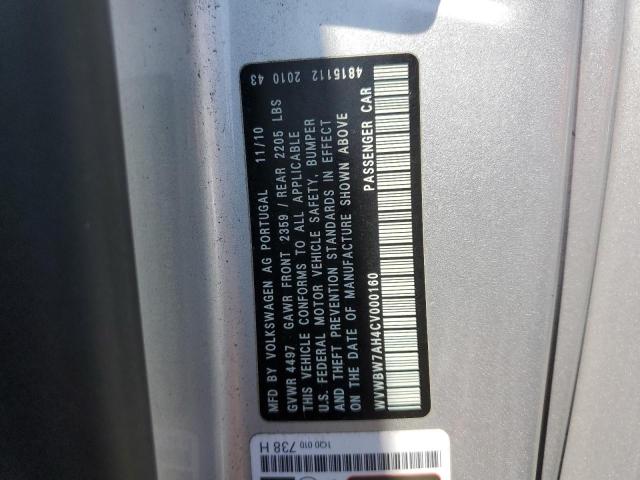 4815112 2010 43
MFD BY VOLKSWAGEN AG PORTUGAL 11/10
GVWR 4497 GAWR FRONT 2359 / REAR 2205 LBS
THIS VEHICLE CONFORMS TO ALL APPLICABLE
U.S. FEDERAL MOTOR VEHICLE SAFETY, BUMPER
AND THEFT PREVENTION STANDARDS IN EFFECT
ON THE DATE OF MANUFACTURE SHOWN ABOVE
PASSENGER CAR
WVWBW7AH4CV000160
1Q0 010
738 H